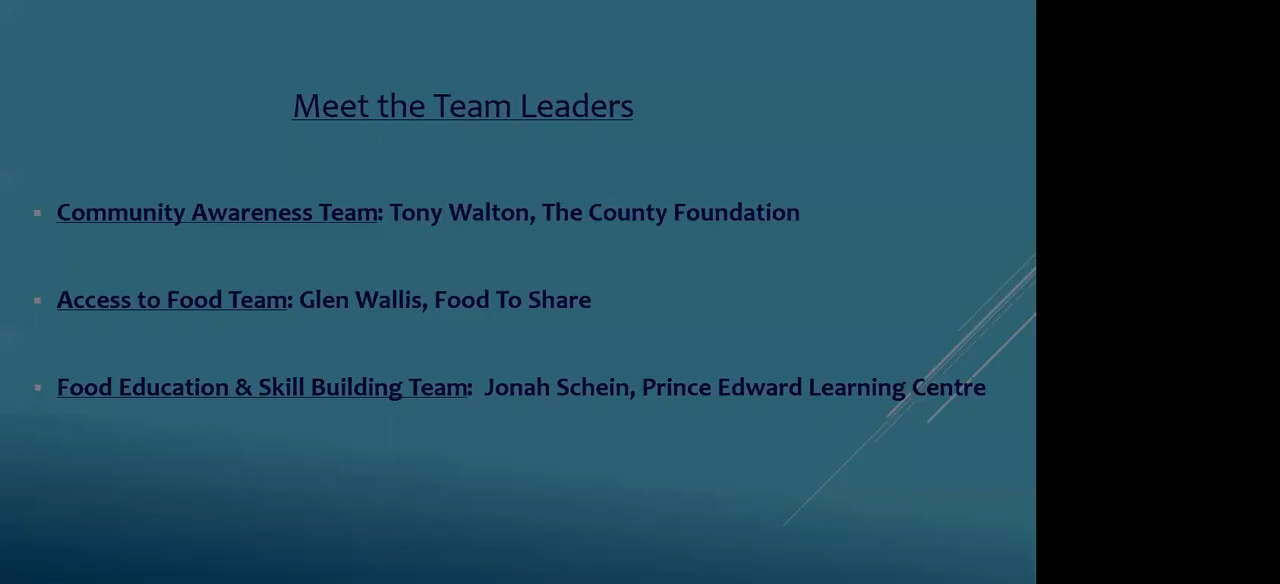 Meet the Team Leaders
Community Awareness Team: Tony Walton, The County Foundation
Access to Food Team: Glen Wallis, Food To Share
Food Education & Skill Building Team:  Jonah Schein, Prince Edward Learning Centre